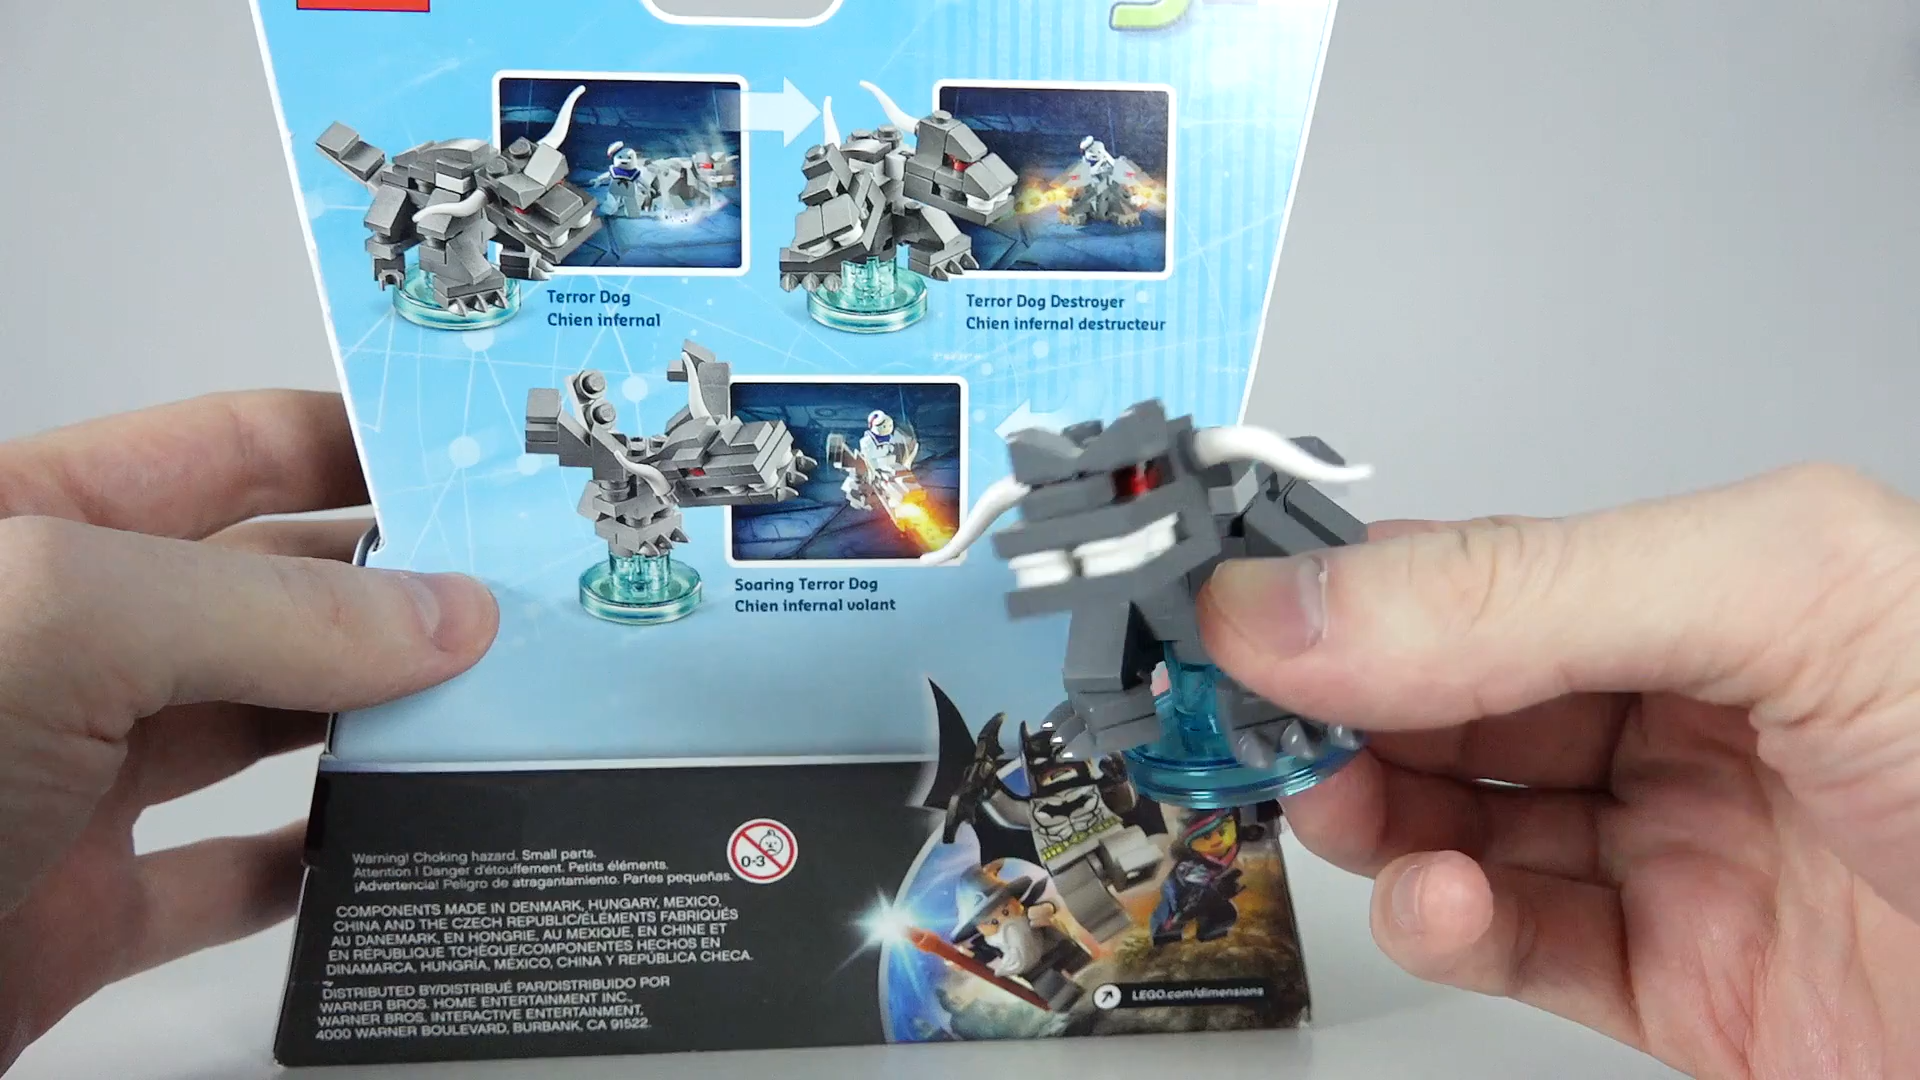 Terror Dog
Chien infernal
Terror Dog Destroyer
Chien infernal destructeur
Soaring Terror Dog
Chien infernal volant
Warning! Choking hazard. Small parts.
Attention ! Danger d'étouffement. Petits éléments.
¡Advertencia! Peligro de atragantamiento. Partes pequeñas.
0-3
COMPONENTS MADE IN DENMARK, HUNGARY, MEXICO,
CHINA AND THE CZECH REPUBLIC/ÉLÉMENTS FABRIQUÉS
AU DANEMARK, EN HONGRIE, AU MEXIQUE, EN CHINE ET
EN RÉPUBLIQUE TCHÈQUE/COMPONENTES HECHOS EN
DINAMARCA, HUNGRÍA, MÉXICO, CHINA Y REPÚBLICA CHECA.
DISTRIBUTED BY/DISTRIBUÉ PAR/DISTRIBUIDO POR
WARNER BROS. HOME ENTERTAINMENT INC.,
WARNER BROS. INTERACTIVE ENTERTAINMENT,
4000 WARNER BOULEVARD, BURBANK, CA 91522.
LEGO.com/dimensions